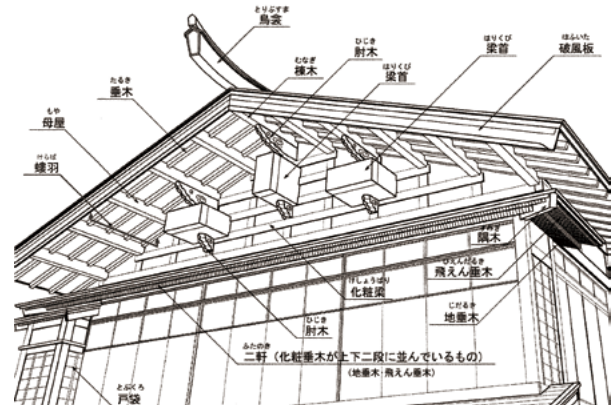 とりぶすま
鳥衾
ひじき
肘木
はりくび
梁首
はりくび
梁首
はふいた
破風板
むなぎ
棟木
たるき
垂木
もや
母屋
けらば
螻羽
すみぎ
隅木
ひえんだるき
飛えん垂木
けしょうばり
化粧梁
じだるき
地垂木
ひじき
肘木
ふたのき
二軒（化粧垂木が上下二段に並んでいるもの）
（地垂木・飛えん垂木）
とぶくろ
戸袋